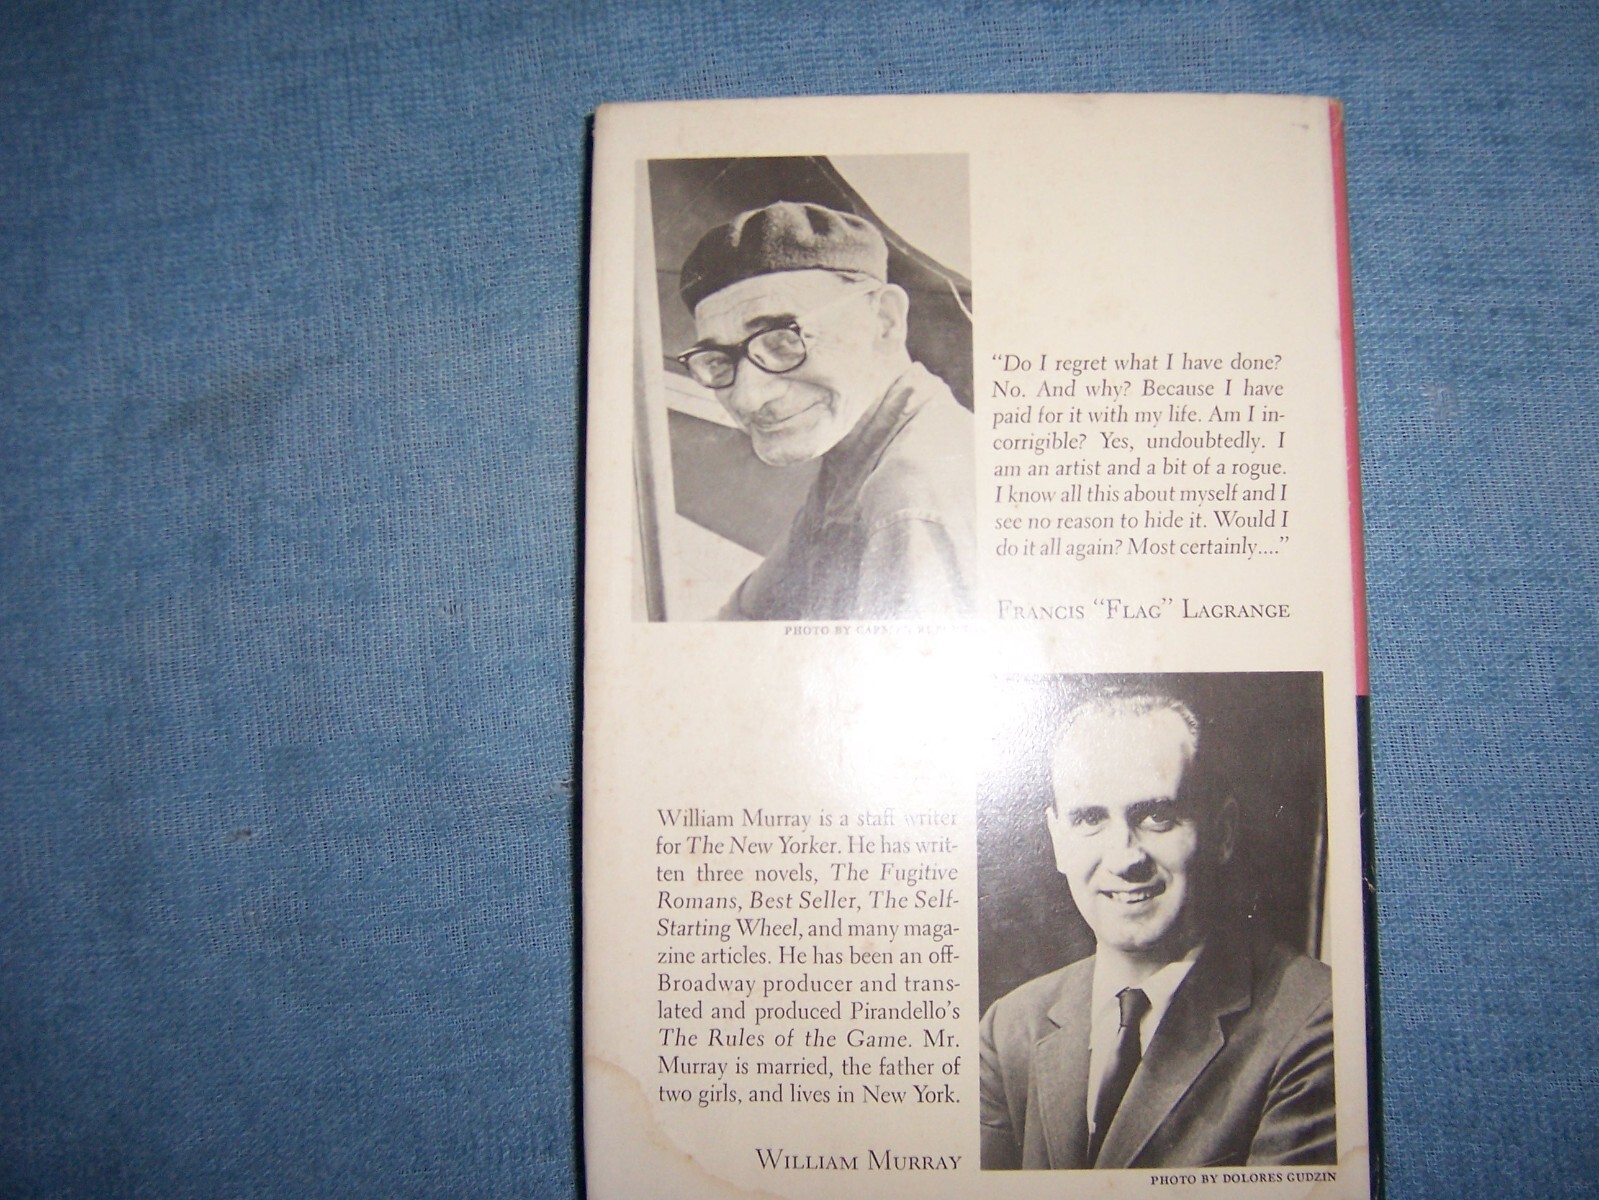 “Do I regret what I have done?
No. And why? Because I have
paid for it with my life. Am I in-
corrigible? Yes, undoubtedly. I
am an artist and a bit of a rogue.
I know all this about myself and I
see no reason to hide it. Would I
do it all again? Most certainly....”
FRANCIS “FLAG” LAGRANGE
PHOTO BY
William Murray is a staff writer
for The New Yorker. He has writ-
ten three novels, The Fugitive
Romans, Best Seller, The Self-
Starting Wheel, and many maga-
zine articles. He has been an off-
Broadway producer and trans-
lated and produced Pirandello’s
The Rules of the Game. Mr.
Murray is married, the father of
two girls, and lives in New York.
WILLIAM MURRAY
PHOTO BY DOLORES GUDZIN